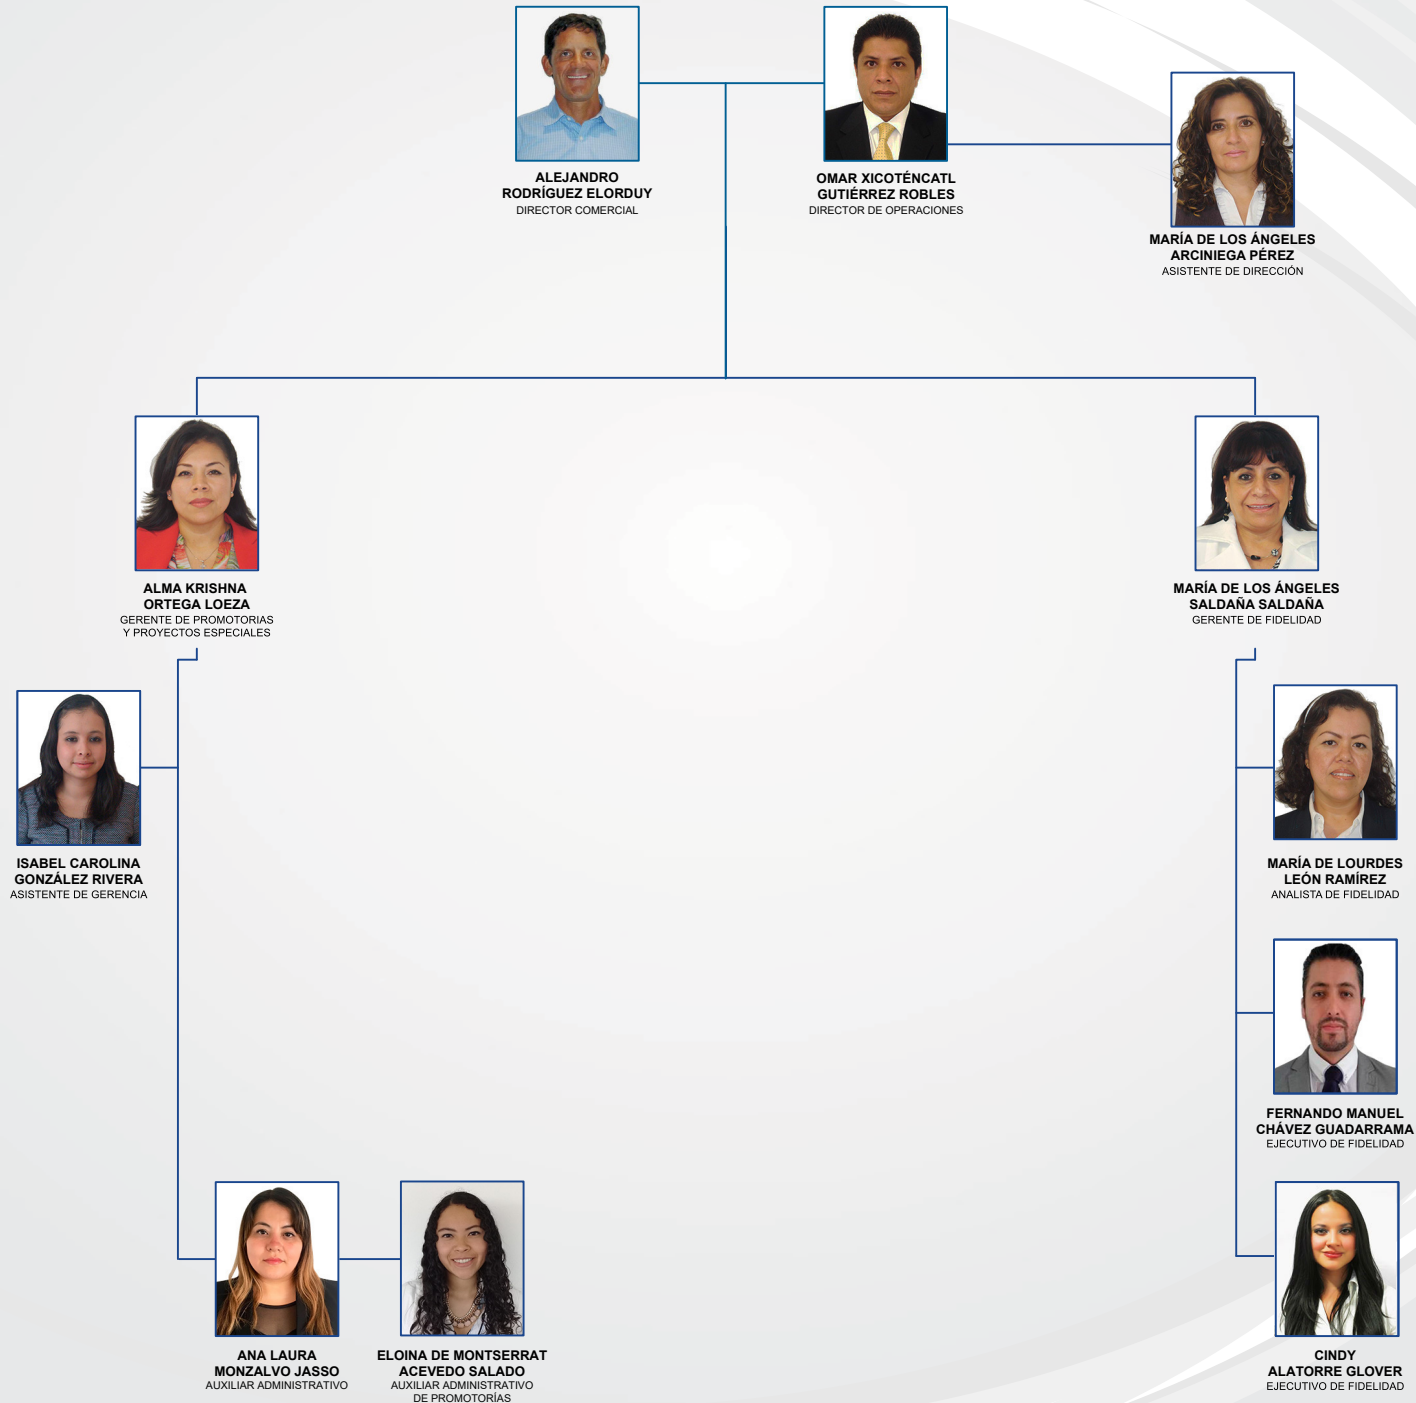 ALEJANDRO
RODRÍGUEZ ELORDUY
DIRECTOR COMERCIAL
OMAR XICOTÉNCATL
GUTIÉRREZ ROBLES
DIRECTOR DE OPERACIONES
MARÍA DE LOS ÁNGELES
ARCINIEGA PÉREZ
ASISTENTE DE DIRECCIÓN
ALMA KRISHNA
ORTEGA LOEZA
GERENTE DE PROMOTORIAS
Y PROYECTOS ESPECIALES
MARÍA DE LOS ÁNGELES
SALDAÑA SALDAÑA
GERENTE DE FIDELIDAD
ISABEL CAROLINA
GONZÁLEZ RIVERA
ASISTENTE DE GERENCIA
MARÍA DE LOURDES
LEÓN RAMÍREZ
ANALISTA DE FIDELIDAD
FERNANDO MANUEL
CHÁVEZ GUADARRAMA
EJECUTIVO DE FIDELIDAD
ANA LAURA
MONZALVO JASSO
AUXILIAR ADMINISTRATIVO
ELOINA DE MONTSERRAT
ACEVEDO SALADO
AUXILIAR ADMINISTRATIVO
DE PROMOTORÍAS
CINDY
ALATORRE GLOVER
EJECUTIVO DE FIDELIDAD